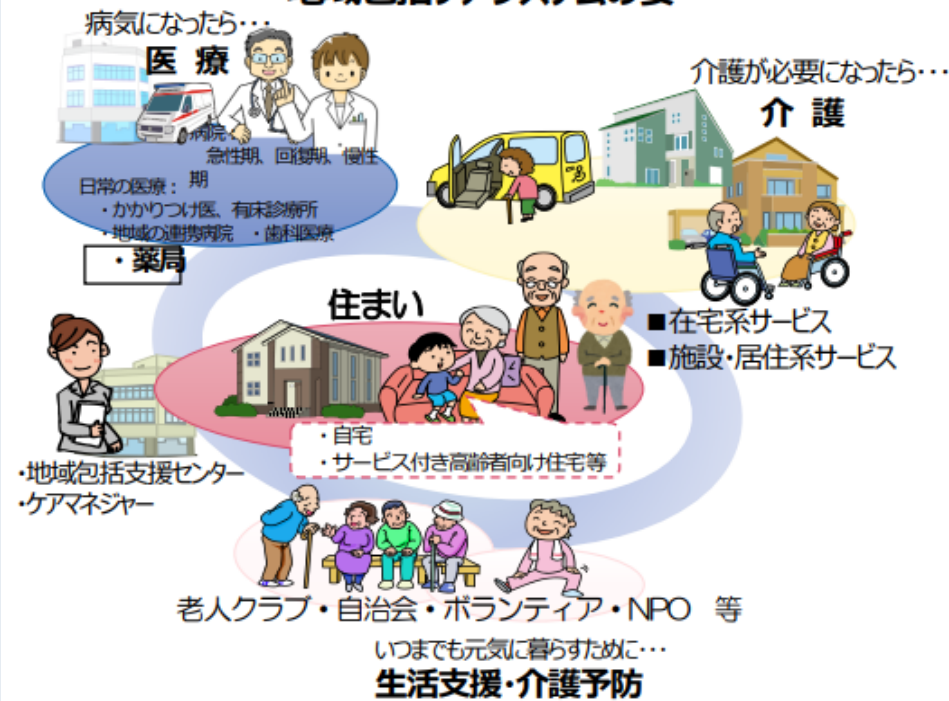 病気になったら･･･
医 療
介護が必要になったら･･･
介 護
病院：
急性期、回復期、慢性
期
日常の医療：
・かかりつけ医、有床診療所
・地域の連携病院 ・歯科医療
・薬局
住まい
■在宅系サービス
■施設・居住系サービス
・自宅
・サービス付き高齢者向け住宅等
・地域包括支援センター
・ケアマネジャー
老人クラブ・自治会・ボランティア・NPO 等
いつまでも元気に暮らすために･･･
生活支援・介護予防